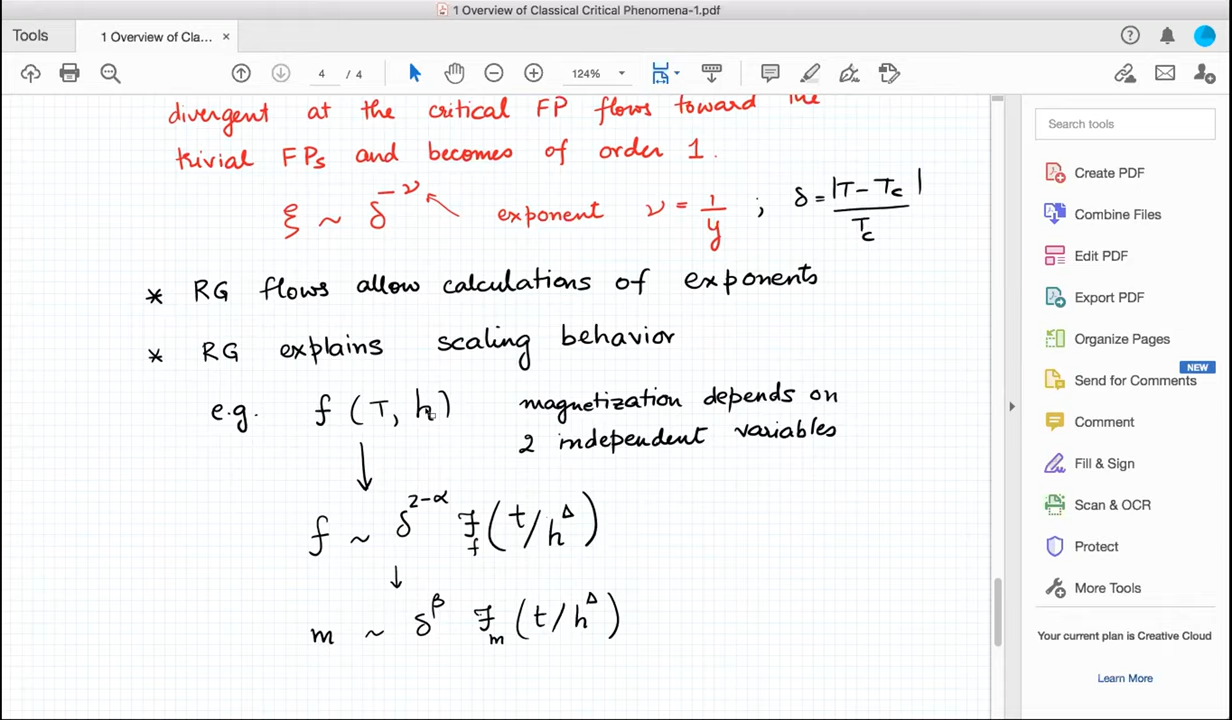 1 Overview of Classical Critical Phenomena-1.pdf
Tools
1 Overview of Cla... ×
4 / 4
124%
divergent at the critical FP flows toward the
trivial FPs and becomes of order 1.
ξ ~ δ^-ν exponent ν = 1/y ; δ = |T - Tc| / Tc
* RG flows allow calculations of exponents
* RG explains scaling behavior
e.g. f (T, h) magnetization depends on
2 independent variables
f ~ δ^2-α ℱ_f (t/h^Δ)
m ~ δ^β ℱ_m (t/h^Δ)
Search tools
Create PDF
Combine Files
Edit PDF
Export PDF
Organize Pages
NEW
Send for Comments
Comment
Fill & Sign
Scan & OCR
Protect
More Tools
Your current plan is Creative Cloud
Learn More